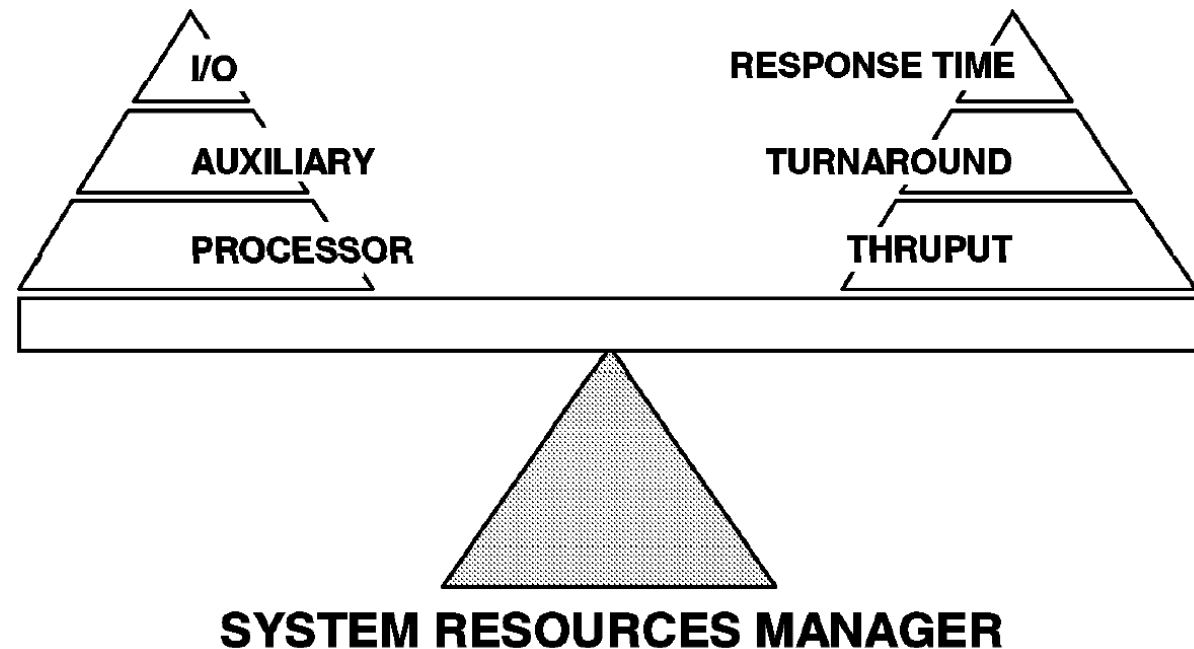 I/O
AUXILIARY
PROCESSOR
RESPONSE TIME
TURNAROUND
THRUPUT
SYSTEM RESOURCES MANAGER